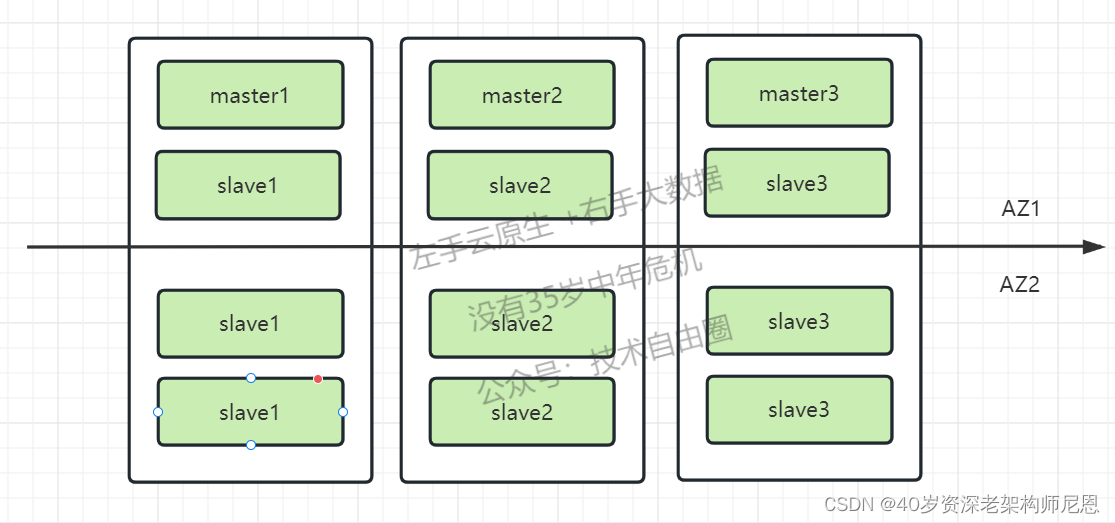 master1
master2
master3
slave1
slave2
slave3
AZ1
AZ2
slave1
slave2
slave3
slave1
slave2
slave3
左手云原生 +右手大数据
没有35岁中年危机
公众号：技术自由圈
CSDN @40岁资深老架构师尼恩